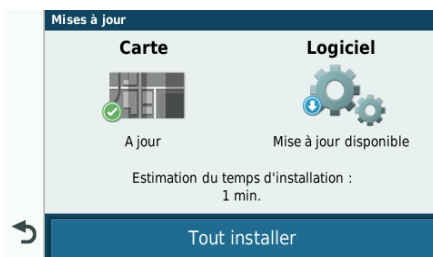 Mises à jour
Carte
Logiciel
A jour
Mise à jour disponible
Estimation du temps d'installation :
1 min.
Tout installer